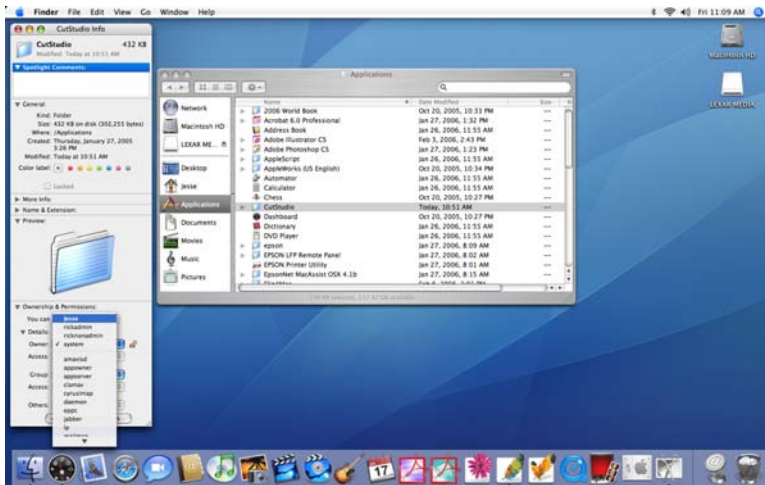 Finder File Edit View Go Window Help
Fri 11:09 AM
CutStudio Info
CutStudio 432 KB
Modified: Today at 10:51 AM
Spotlight Comments:
General
Kind: Folder
Size: 432 KB on disk (302,255 bytes)
Where: /Applications
Created: Thursday, January 27, 2005
3:26 PM
Modified: Today at 10:51 AM
Color label:
Locked
More Info:
Name & Extension:
Preview:
Ownership & Permissions:
You can
Details
Owner
Access
Group
Access
Others
jesse
rickadmin
ricknonadmin
✓ system
amavisd
appowner
appserver
clamav
cyrusimap
daemon
eppc
jabber
lp
Applications
Network
Macintosh HD
LEXAR ME...
Desktop
Jesse
Applications
Documents
Movies
Music
Pictures
Name Date Modified Size
2006 World Book Oct 20, 2005, 10:33 PM --
Acrobat 6.0 Professional Jan 27, 2006, 1:32 PM --
Address Book Jan 26, 2006, 11:55 AM --
Adobe Illustrator CS Feb 3, 2006, 2:43 PM --
Adobe Photoshop CS Jan 27, 2006, 1:23 PM --
AppleScript Jan 26, 2006, 11:55 AM --
AppleWorks (US English) Oct 20, 2005, 10:34 PM --
Automator Jan 26, 2006, 11:55 AM --
Calculator Jan 26, 2006, 11:55 AM --
Chess Oct 20, 2005, 10:27 PM --
CutStudio Today, 10:51 AM --
Dashboard Oct 20, 2005, 10:27 PM --
Dictionary Jan 26, 2006, 11:55 AM --
DVD Player Jan 26, 2006, 11:55 AM --
epson Jan 27, 2006, 8:09 AM --
EPSON LFP Remote Panel Jan 27, 2006, 8:02 AM --
EPSON Printer Utility Jan 27, 2006, 8:01 AM --
EpsonNet MacAssist OSX 4.1b Jan 27, 2006, 8:15 AM --
Macintosh HD
LEXAR MEDIA
17